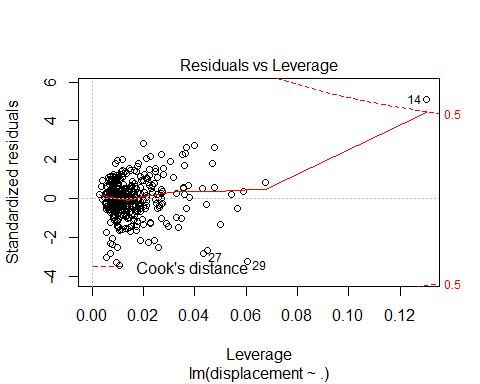 Residuals vs Leverage
Standardized residuals
6
4
2
0
-2
-4
14
0.5
27
29
Cook's distance
0.5
0.00 0.02 0.04 0.06 0.08 0.10 0.12
Leverage
lm(displacement ~ .)